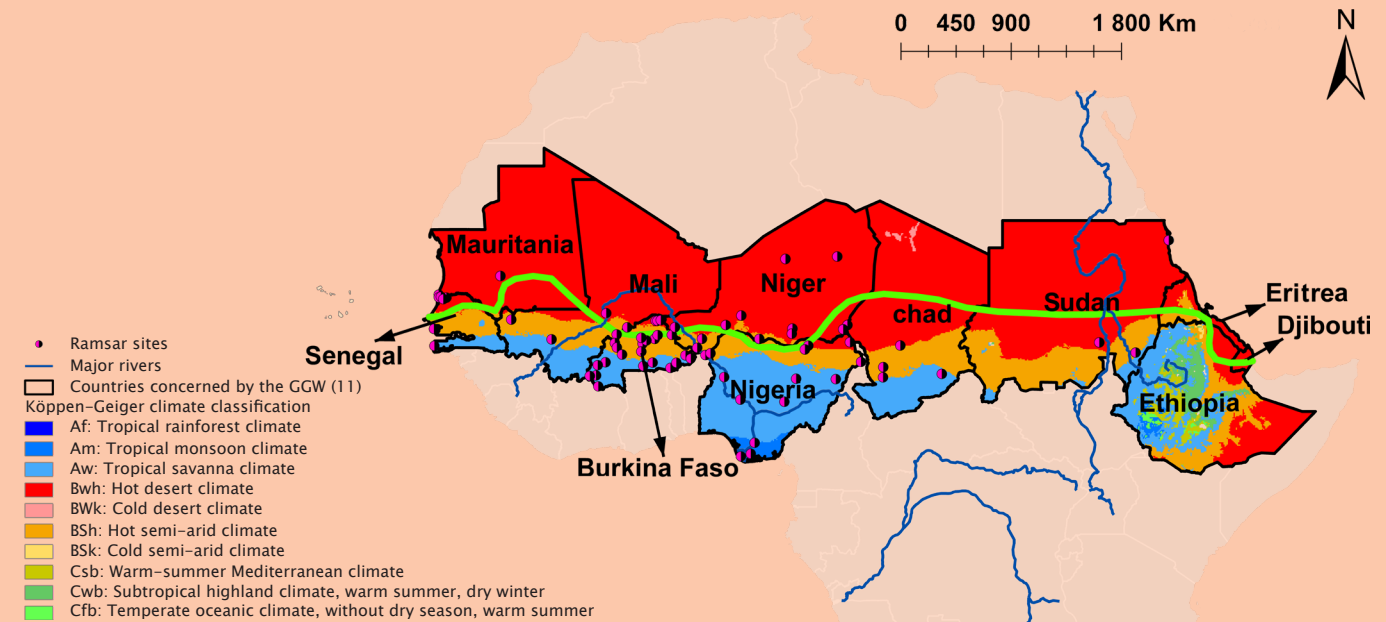 0 450 900 1 800 Km
N
Mauritania
Mali
Niger
chad
Sudan
Eritrea
Djibouti
Senegal
Nigeria
Ethiopia
Burkina Faso
Ramsar sites
Major rivers
Countries concerned by the GGW (11)
Köppen-Geiger climate classification
Af: Tropical rainforest climate
Am: Tropical monsoon climate
Aw: Tropical savanna climate
Bwh: Hot desert climate
BWk: Cold desert climate
BSh: Hot semi-arid climate
BSk: Cold semi-arid climate
Csb: Warm-summer Mediterranean climate
Cwb: Subtropical highland climate, warm summer, dry winter
Cfb: Temperate oceanic climate, without dry season, warm summer